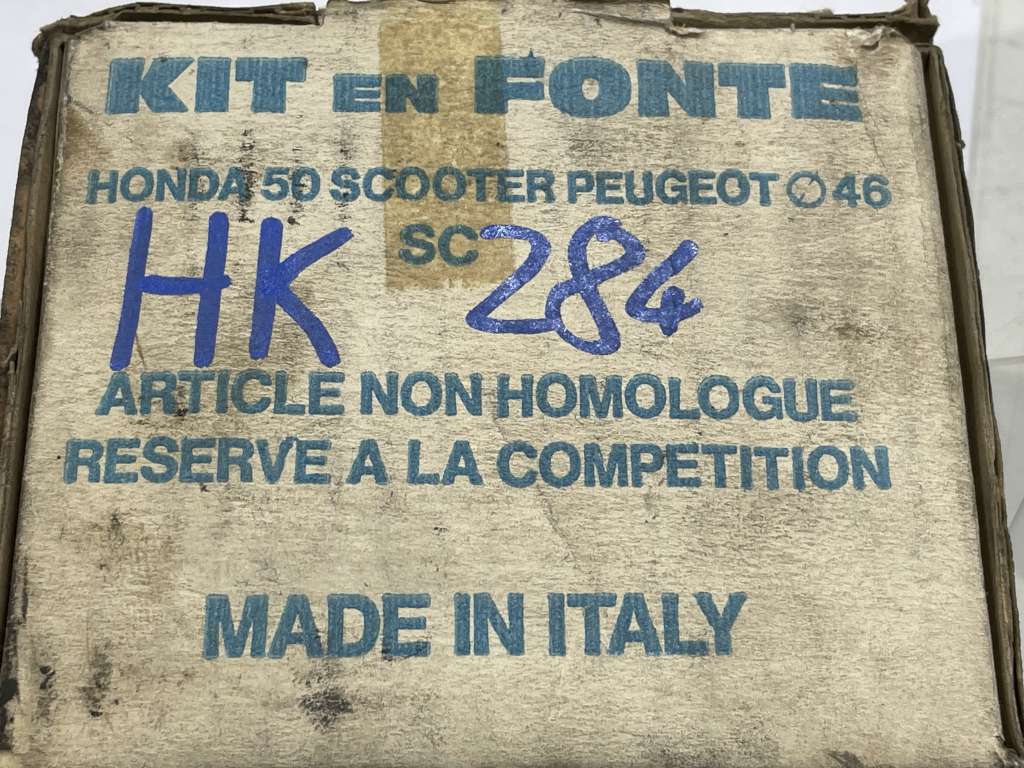 KIT en FONTE
HONDA 50 SCOOTER PEUGEOT ∅ 46
SC
HK 284
ARTICLE NON HOMOLOGUE
RESERVE A LA COMPETITION
MADE IN ITALY